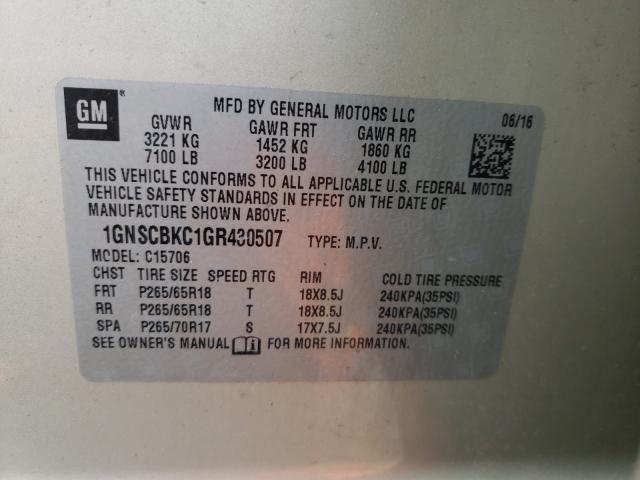 GM ®
MFD BY GENERAL MOTORS LLC 06/16
GVWR GAWR FRT GAWR RR
3221 KG 1452 KG 1860 KG
7100 LB 3200 LB 4100 LB
THIS VEHICLE CONFORMS TO ALL APPLICABLE U.S. FEDERAL MOTOR
VEHICLE SAFETY STANDARDS IN EFFECT ON THE DATE OF
MANUFACTURE SHOWN ABOVE.
1GNSCBKC1GR430507 TYPE: M.P.V.
MODEL: C15706
CHST TIRE SIZE SPEED RTG RIM COLD TIRE PRESSURE
FRT P265/65R18 T 18X8.5J 240KPA(35PSI)
RR P265/65R18 T 18X8.5J 240KPA(35PSI)
SPA P265/70R17 S 17X7.5J 240KPA(35PSI)
SEE OWNER'S MANUAL FOR MORE INFORMATION.